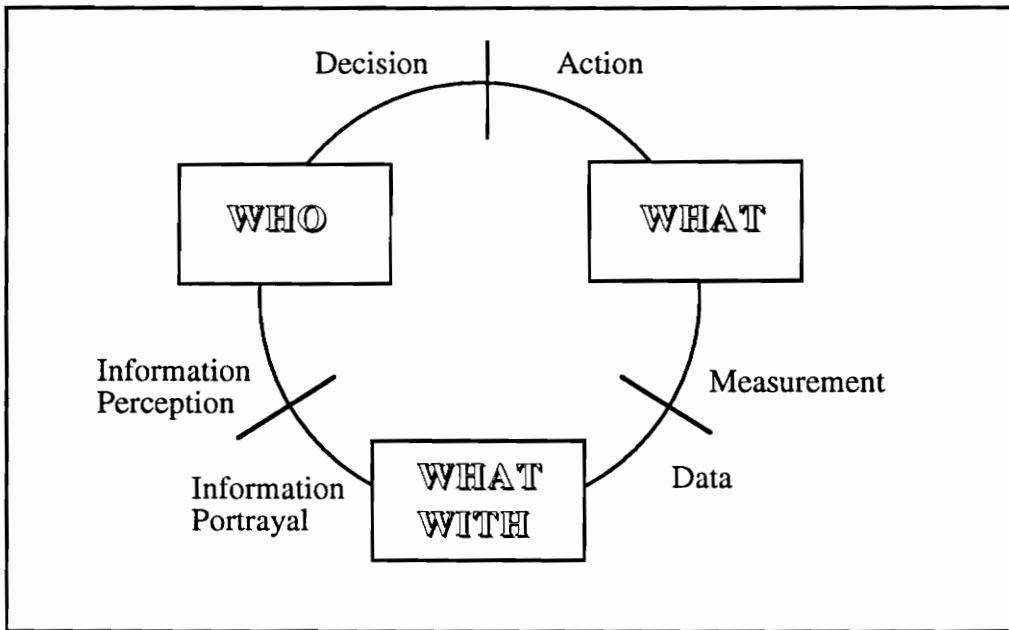 Decision
Action
WHO
WHAT
Information
Perception
Measurement
Information
Portrayal
WHAT
WITH
Data